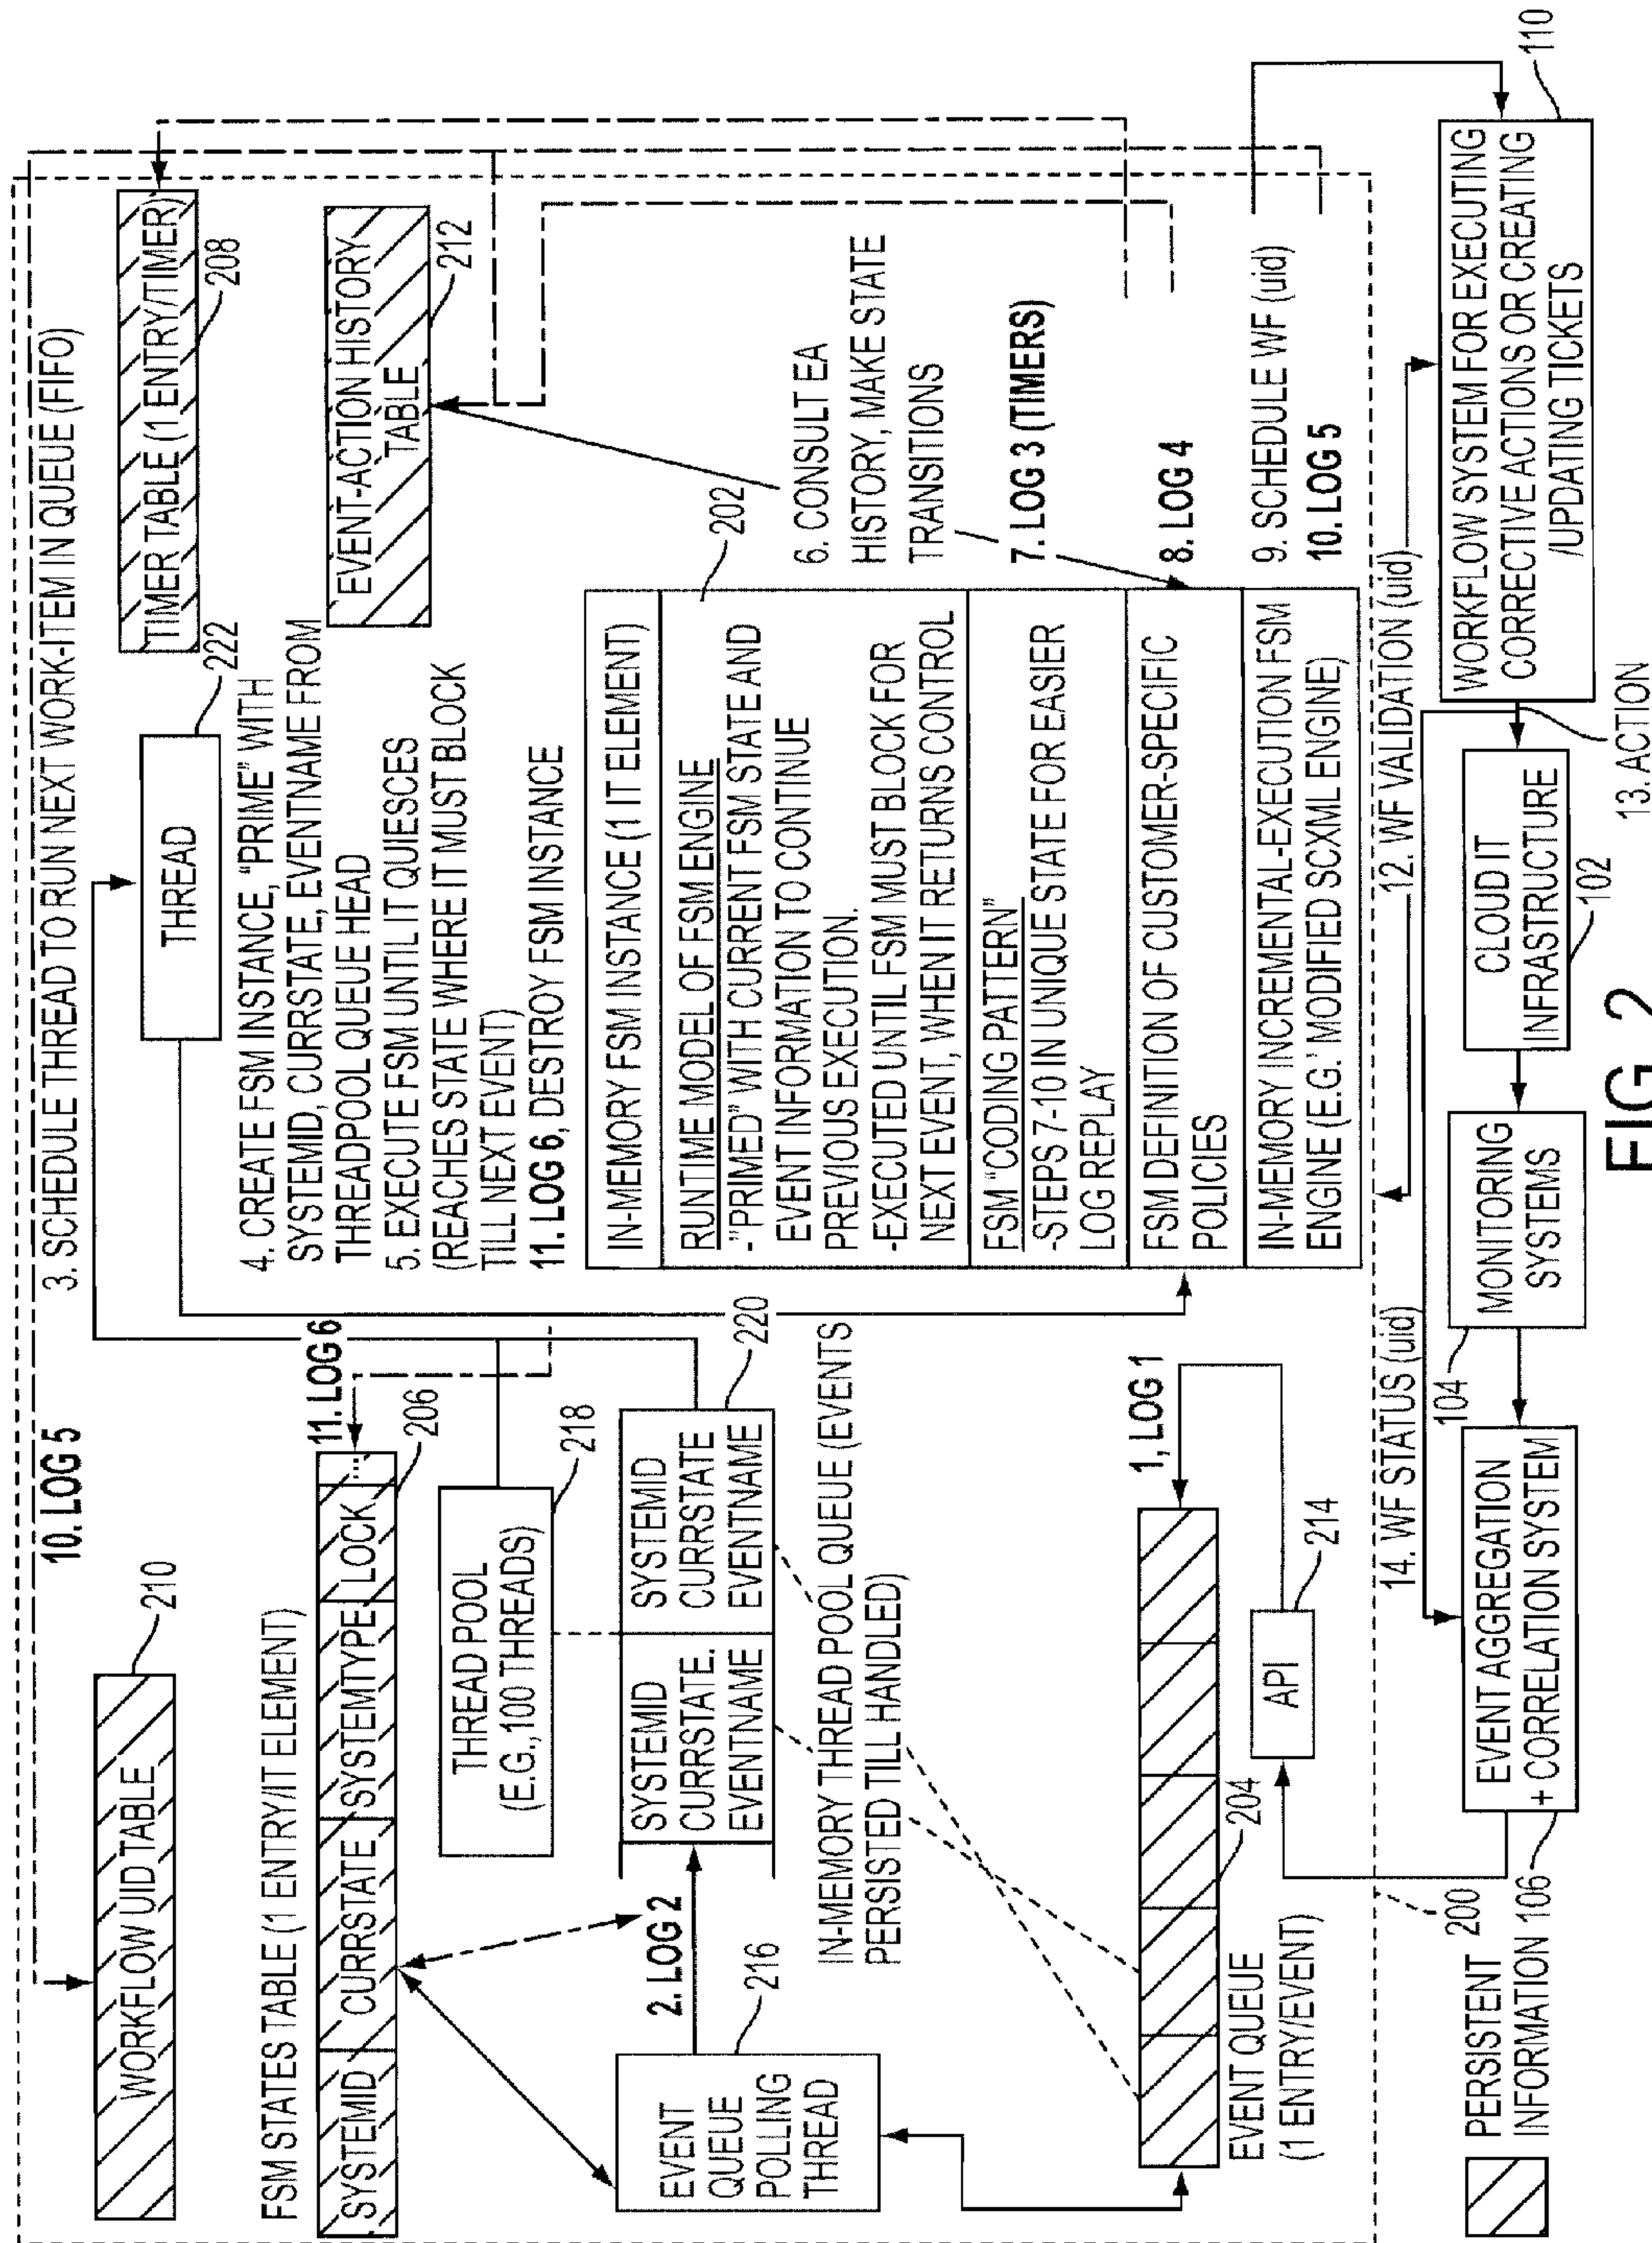 10. LOG 5
3. SCHEDULE THREAD TO RUN NEXT WORK-ITEM IN QUEUE (FIFO)
WORKFLOW UID TABLE
210
THREAD
222
TIMER TABLE (1 ENTRY/TIMER)
208
FSM STATES TABLE (1 ENTRY/IT ELEMENT)
11. LOG 6
SYSTEMID
CURRSTATE
SYSTEMTYPE
LOCK
...
206
4. CREATE FSM INSTANCE, "PRIME" WITH
SYSTEMID, CURRSTATE, EVENTNAME FROM
THREADPOOL QUEUE HEAD
5. EXECUTE FSM UNTIL IT QUIESCES
(REACHES STATE WHERE IT MUST BLOCK
TILL NEXT EVENT)
11. LOG 6, DESTROY FSM INSTANCE
EVENT-ACTION HISTORY
TABLE
212
THREAD POOL
(E.G., 100 THREADS)
218
2. LOG 2
EVENT
QUEUE
POLLING
THREAD
216
SYSTEMID
CURRSTATE.
EVENTNAME
SYSTEMID
CURRSTATE
EVENTNAME
220
IN-MEMORY THREAD POOL QUEUE (EVENTS
PERSISTED TILL HANDLED)
IN-MEMORY FSM INSTANCE (1 IT ELEMENT)
202
RUNTIME MODEL OF FSM ENGINE
-"PRIMED" WITH CURRENT FSM STATE AND
EVENT INFORMATION TO CONTINUE
PREVIOUS EXECUTION.
-EXECUTED UNTIL FSM MUST BLOCK FOR
NEXT EVENT, WHEN IT RETURNS CONTROL
FSM "CODING PATTERN"
-STEPS 7-10 IN UNIQUE STATE FOR EASIER
LOG REPLAY
FSM DEFINITION OF CUSTOMER-SPECIFIC
POLICIES
IN-MEMORY INCREMENTAL-EXECUTION FSM
ENGINE (E.G.' MODIFIED SCXML ENGINE)
6. CONSULT EA
HISTORY, MAKE STATE
TRANSITIONS
7. LOG 3 (TIMERS)
8. LOG 4
9. SCHEDULE WF (uid)
10. LOG 5
1, LOG 1
204
EVENT QUEUE
(1 ENTRY/EVENT)
API
214
200
14. WF STATUS (uid)
12. WF VALIDATION (uid)
PERSISTENT
INFORMATION
106
EVENT AGGREGATION
+ CORRELATION SYSTEM
104
MONITORING
SYSTEMS
CLOUD IT
INFRASTRUCTURE
102
13. ACTION
WORKFLOW SYSTEM FOR EXECUTING
CORRECTIVE ACTIONS OR CREATING
/UPDATING TICKETS
110
FIG 2